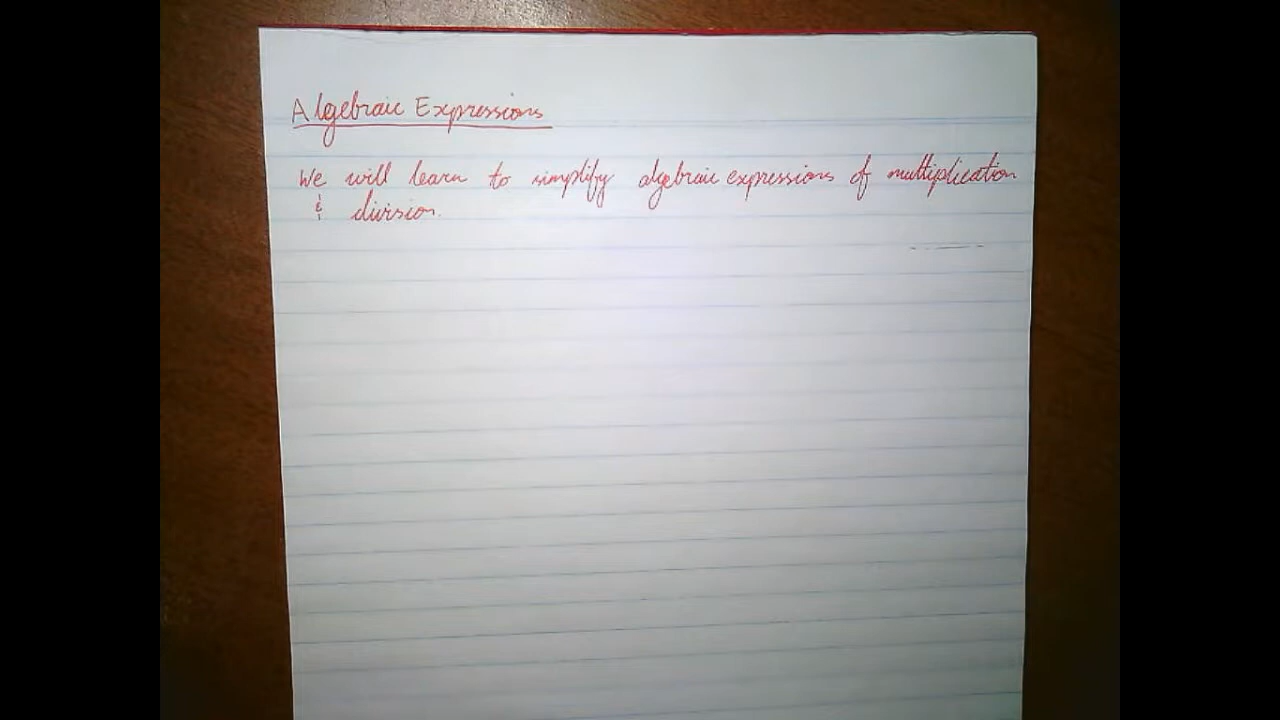 Algebraic Expressions
We will learn to simplify algebraic expressions of multiplication
& division.